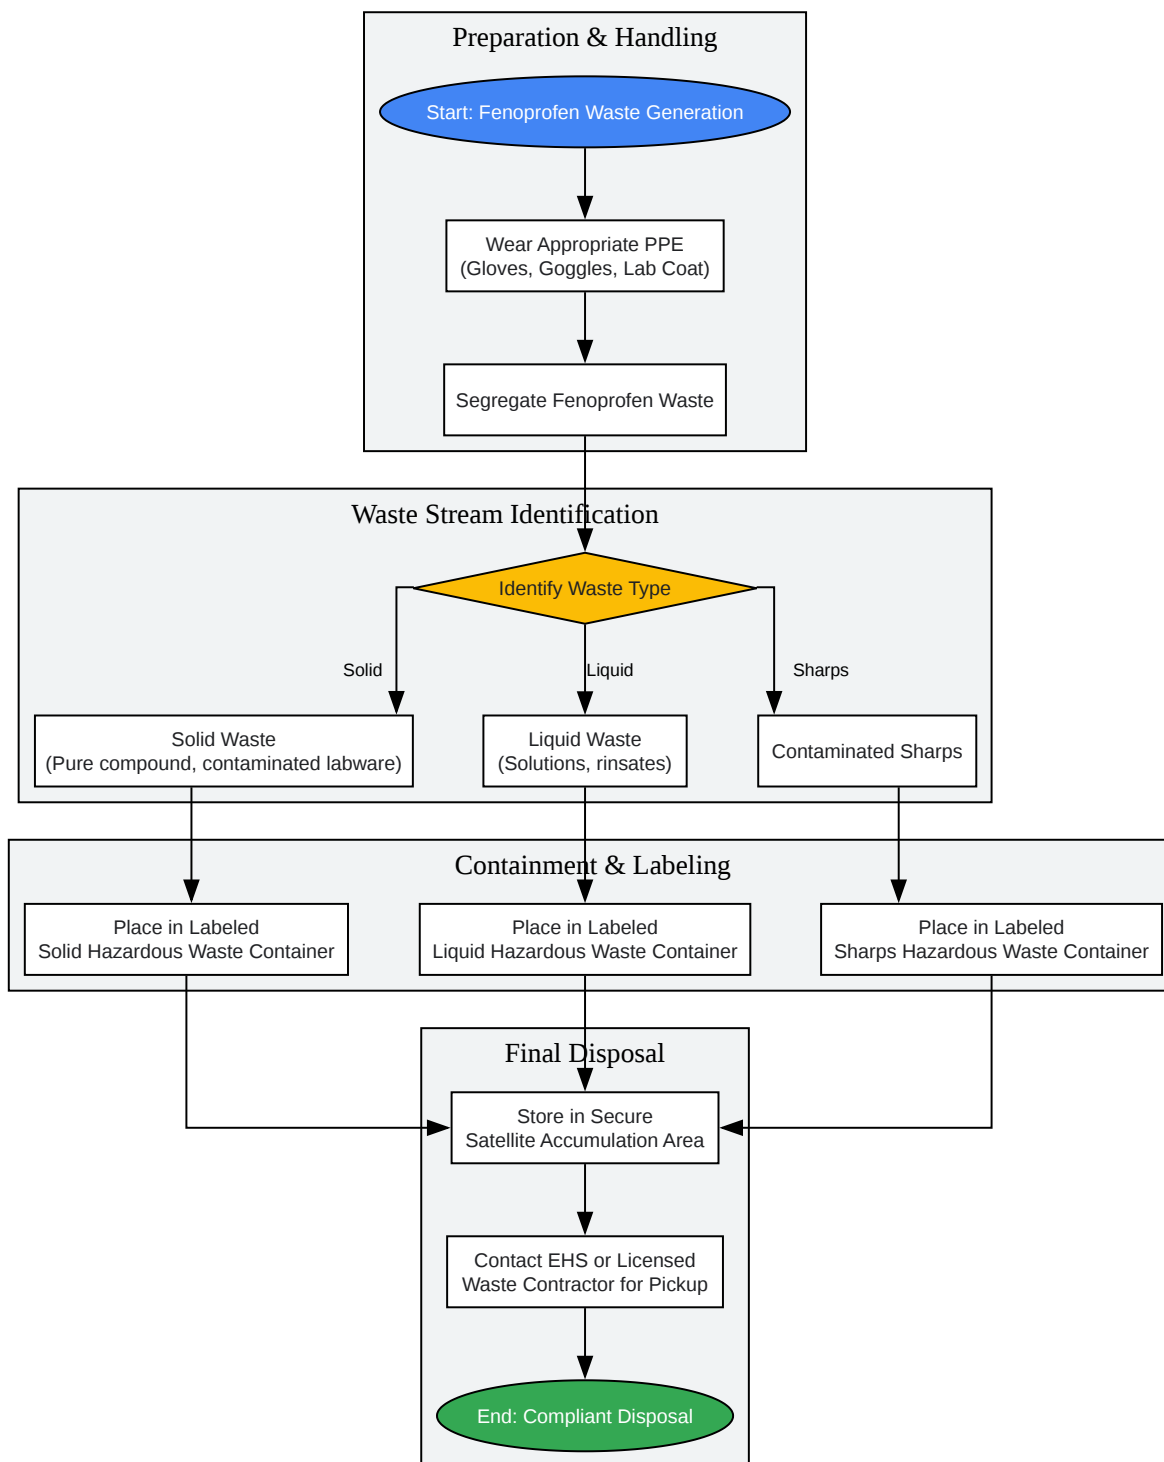 Preparation & Handling
Start: Fenoprofen Waste Generation
Wear Appropriate PPE
(Gloves, Goggles, Lab Coat)
Segregate Fenoprofen Waste
Waste Stream Identification
Identify Waste Type
Solid
Liquid
Sharps
Solid Waste
(Pure compound, contaminated labware)
Liquid Waste
(Solutions, rinsates)
Contaminated Sharps
Containment & Labeling
Place in Labeled
Solid Hazardous Waste Container
Place in Labeled
Liquid Hazardous Waste Container
Place in Labeled
Sharps Hazardous Waste Container
Final Disposal
Store in Secure
Satellite Accumulation Area
Contact EHS or Licensed
Waste Contractor for Pickup
End: Compliant Disposal